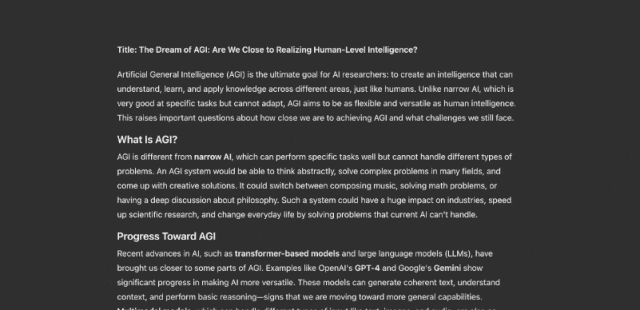 Title: The Dream of AGI: Are We Close to Realizing Human-Level Intelligence?
Artificial General Intelligence (AGI) is the ultimate goal for AI researchers: to create an intelligence that can
understand, learn, and apply knowledge across different areas, just like humans. Unlike narrow AI, which is
very good at specific tasks but cannot adapt, AGI aims to be as flexible and versatile as human intelligence.
This raises important questions about how close we are to achieving AGI and what challenges we still face.
What Is AGI?
AGI is different from narrow AI, which can perform specific tasks well but cannot handle different types of
problems. An AGI system would be able to think abstractly, solve complex problems in many fields, and
come up with creative solutions. It could switch between composing music, solving math problems, or
having a deep discussion about philosophy. Such a system could have a huge impact on industries, speed
up scientific research, and change everyday life by solving problems that current AI can't handle.
Progress Toward AGI
Recent advances in AI, such as transformer-based models and large language models (LLMs), have
brought us closer to some parts of AGI. Examples like OpenAI's GPT-4 and Google's Gemini show
significant progress in making AI more versatile. These models can generate coherent text, understand
context, and perform basic reasoning—signs that we are moving toward more general capabilities.